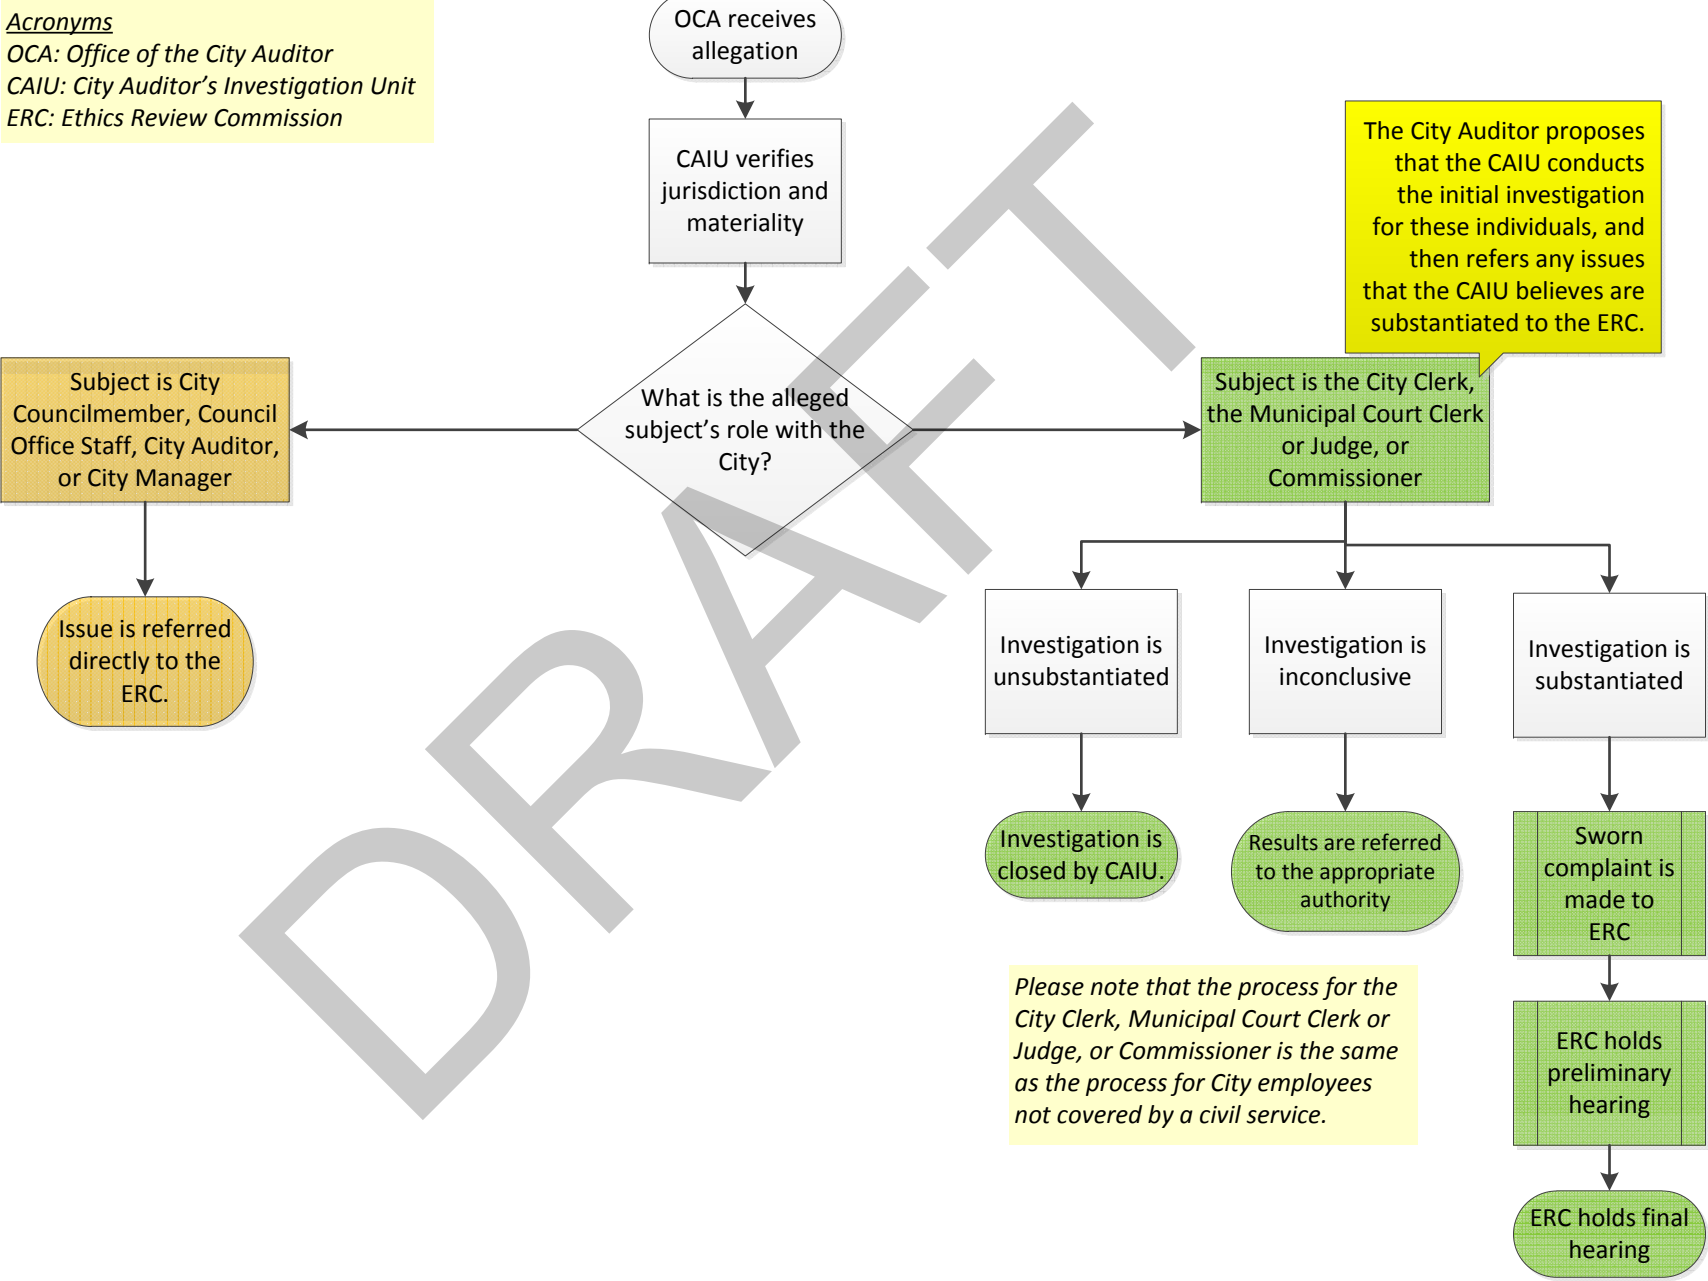 Acronyms
OCA: Office of the City Auditor
CAIU: City Auditor’s Investigation Unit
ERC: Ethics Review Commission
OCA receives
allegation
CAIU verifies
jurisdiction and
materiality
The City Auditor proposes
that the CAIU conducts
the initial investigation
for these individuals, and
then refers any issues
that the CAIU believes are
substantiated to the ERC.
What is the alleged
subject’s role with the
City?
Subject is City
Councilmember, Council
Office Staff, City Auditor,
or City Manager
Subject is the City Clerk,
the Municipal Court Clerk
or Judge, or
Commissioner
Issue is referred
directly to the
ERC.
Investigation is
unsubstantiated
Investigation is
inconclusive
Investigation is
substantiated
Investigation is
closed by CAIU.
Results are referred
to the appropriate
authority
Sworn
complaint is
made to
ERC
Please note that the process for the
City Clerk, Municipal Court Clerk or
Judge, or Commissioner is the same
as the process for City employees
not covered by a civil service.
ERC holds
preliminary
hearing
ERC holds final
hearing
DRAFT